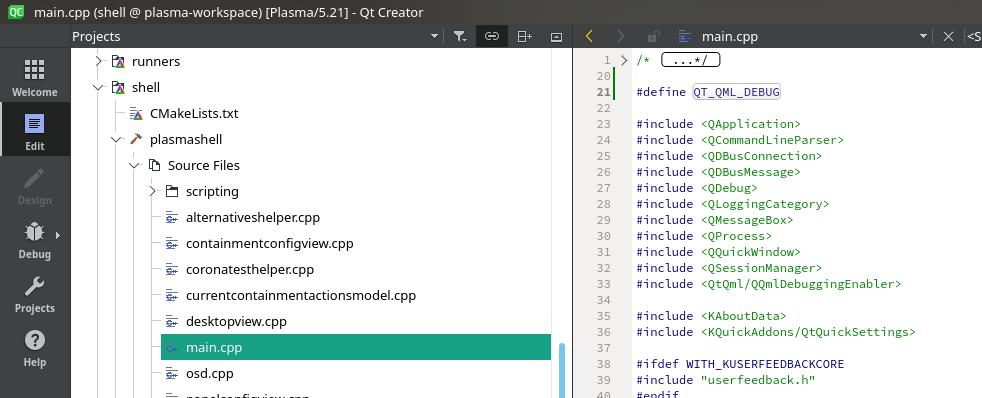 QC main.cpp (shell @ plasma-workspace) [Plasma/5.21] - Qt Creator
Projects
main.cpp
<S
Welcome
Edit
Design
Debug
Projects
Help
runners
shell
CMakeLists.txt
plasmashell
Source Files
scripting
alternativeshelper.cpp
containmentconfigview.cpp
coronatesthelper.cpp
currentcontainmentactionsmodel.cpp
desktopview.cpp
main.cpp
osd.cpp
panelconfigview.cpp
1 /* ...*/
20
21 #define QT_QML_DEBUG
22
23 #include <QApplication>
24 #include <QCommandLineParser>
25 #include <QDBusConnection>
26 #include <QDBusMessage>
27 #include <QDebug>
28 #include <QLoggingCategory>
29 #include <QMessageBox>
30 #include <QProcess>
31 #include <QQuickWindow>
32 #include <QSessionManager>
33 #include <QtQml/QQmlDebuggingEnabler>
34
35 #include <KAboutData>
36 #include <KQuickAddons/QtQuickSettings>
37
38 #ifdef WITH_KUSERFEEDBACKCORE
39 #include "userfeedback.h"
40 #endif